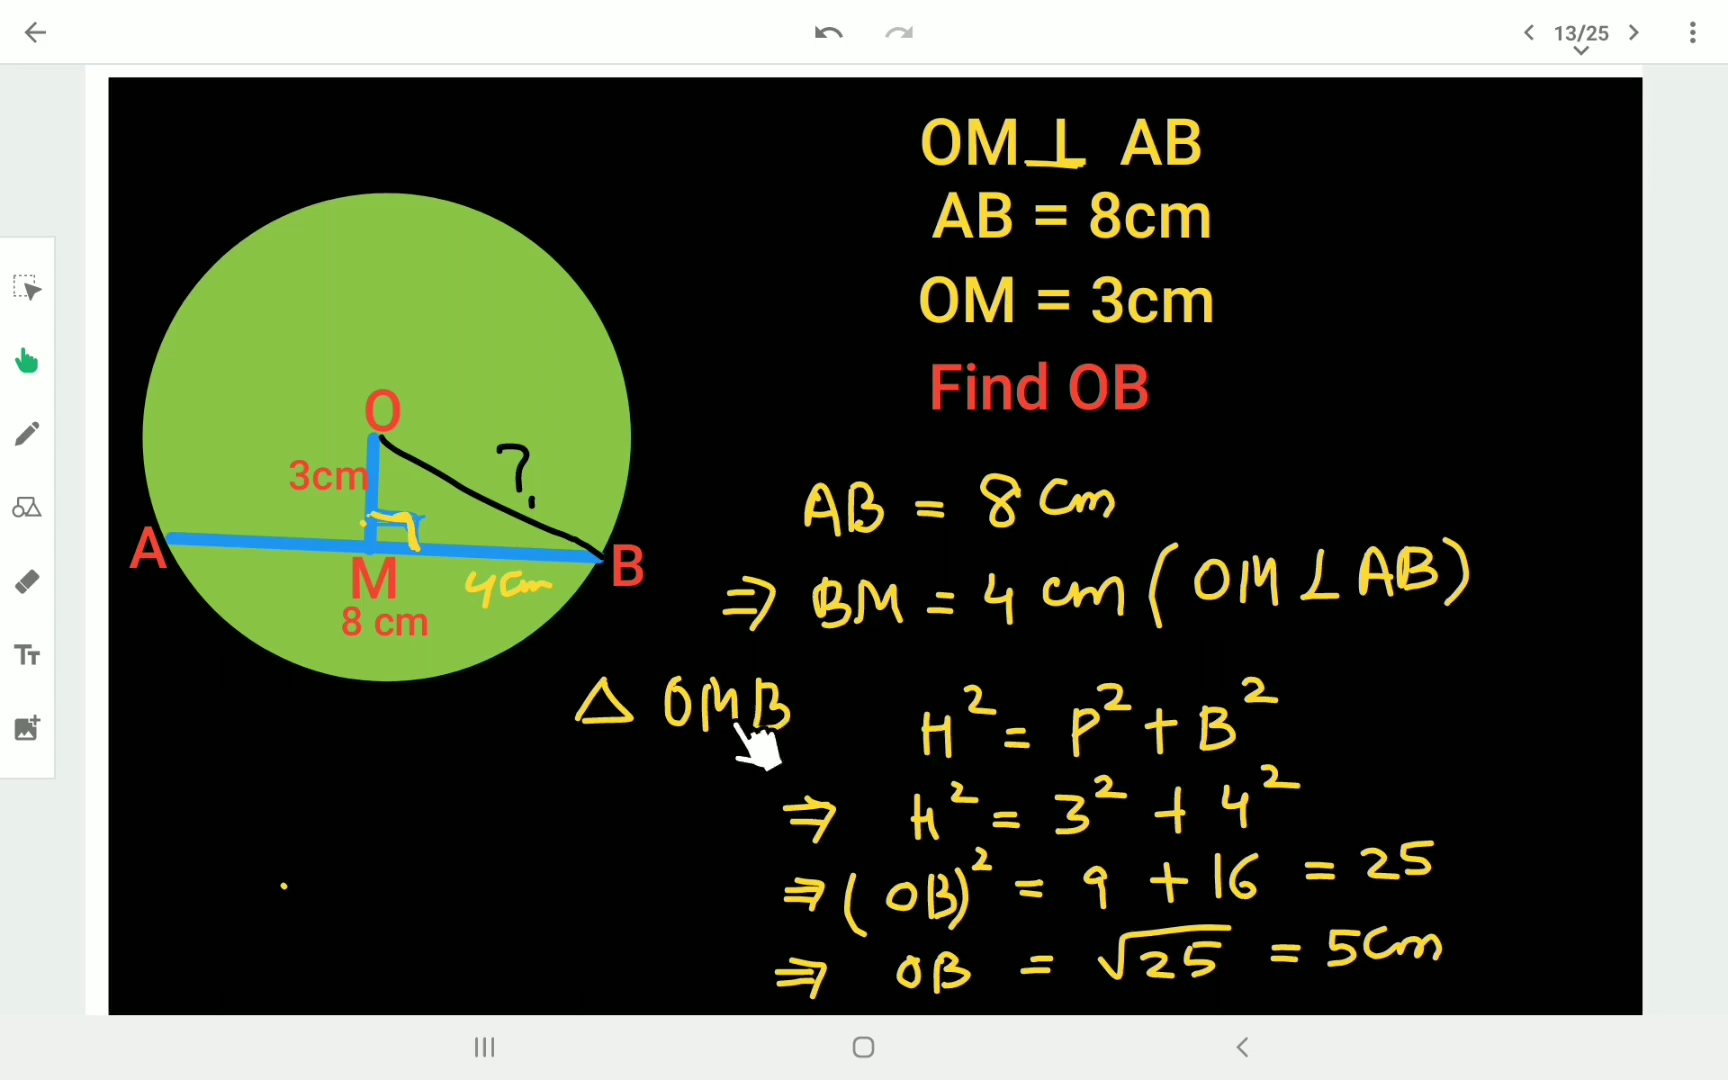 13/25
OM ⊥ AB
AB = 8cm
OM = 3cm
Find OB
O
3cm
?
A
M
B
4cm
8 cm
AB = 8 cm
⇒ BM = 4 cm (OM ⊥ AB)
△ OMB
H² = P² + B²
⇒ H² = 3² + 4²
⇒ (OB)² = 9 + 16 = 25
⇒ OB = √25 = 5cm
Tт